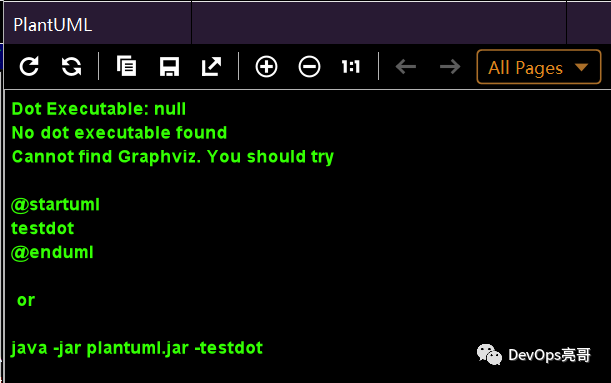 PlantUML
1:1
All Pages
Dot Executable: null
No dot executable found
Cannot find Graphviz. You should try
@startuml
testdot
@enduml
or
java -jar plantuml.jar -testdot
DevOps亮哥